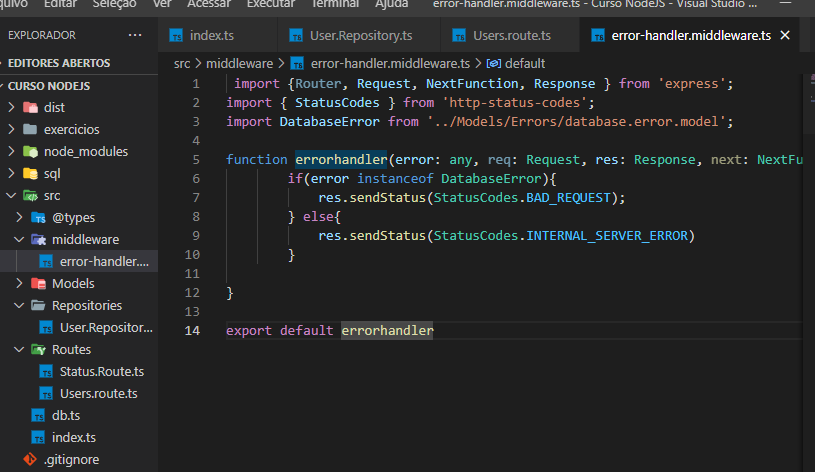 quivo Editar Seleção Ver Acessar Executar Terminal Ajuda error-handler.middleware.ts - Curso NodeJS - Visual Studio ...
EXPLORADOR ...
index.ts User.Repository.ts Users.route.ts error-handler.middleware.ts
src > middleware > error-handler.middleware.ts > default
EDITORES ABERTOS
CURSO NODEJS
dist
exercicios
node_modules
sql
src
@types
middleware
error-handler....
Models
Repositories
User.Repositor...
Routes
Status.Route.ts
Users.route.ts
db.ts
index.ts
.gitignore
1 import {Router, Request, NextFunction, Response } from 'express';
2 import { StatusCodes } from 'http-status-codes';
3 import DatabaseError from '../Models/Errors/database.error.model';
4
5 function errorhandler(error: any, req: Request, res: Response, next: NextFu
6 if(error instanceof DatabaseError){
7 res.sendStatus(StatusCodes.BAD_REQUEST);
8 } else{
9 res.sendStatus(StatusCodes.INTERNAL_SERVER_ERROR)
10 }
11
12 }
13
14 export default errorhandler